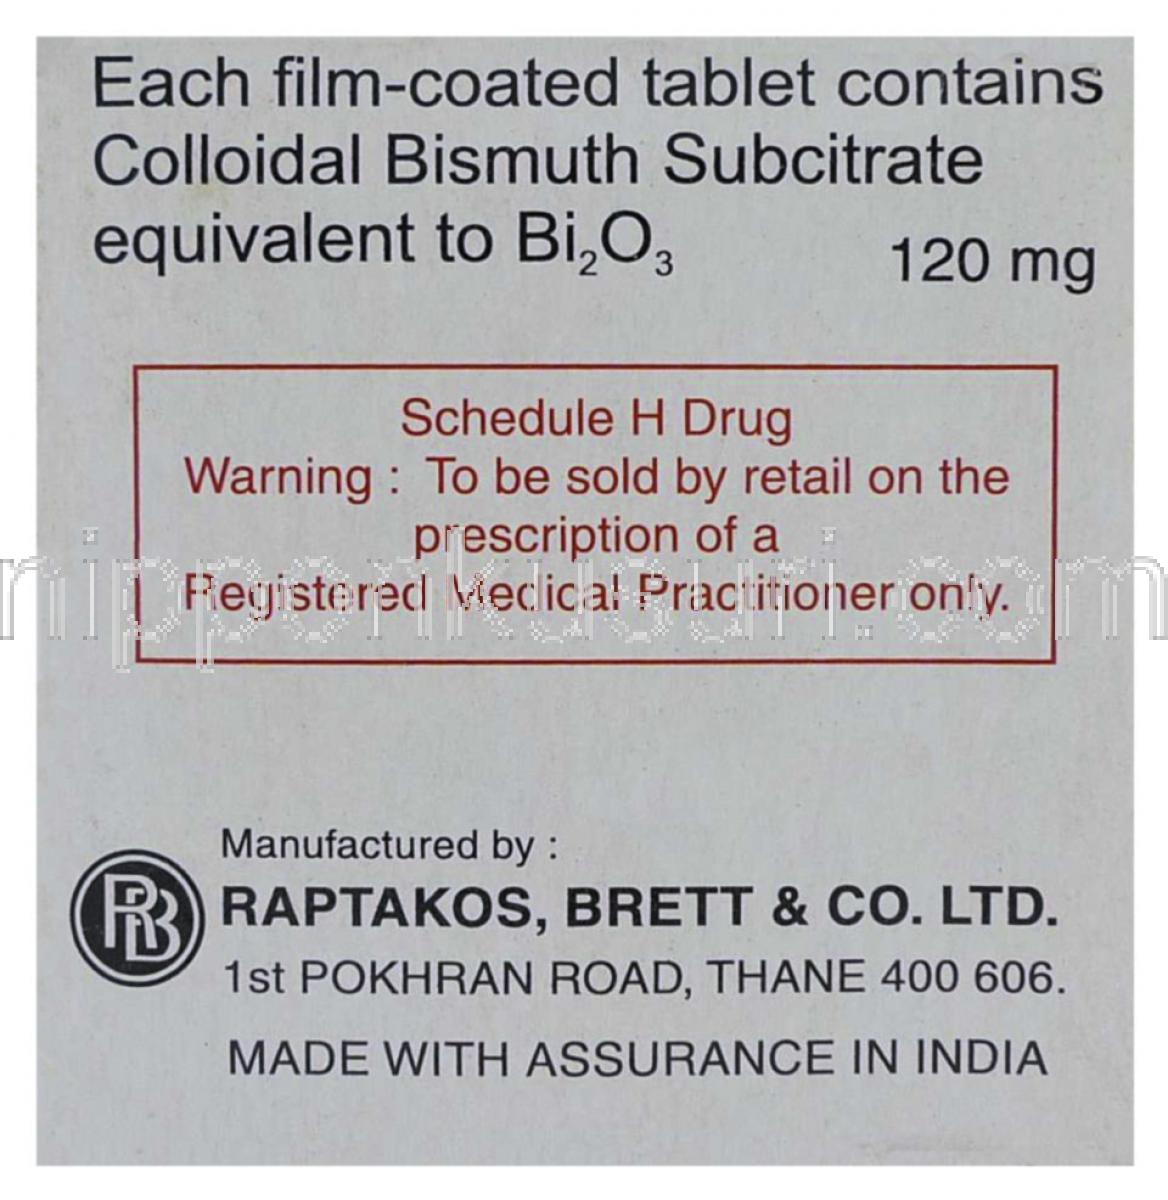 Each film-coated tablet contains
Colloidal Bismuth Subcitrate
equivalent to Bi₂O₃ 120 mg
Schedule H Drug
Warning : To be sold by retail on the
prescription of a
Registered Medical Practitioner only.
nipponkusuri.com
Manufactured by :
RB
RAPTAKOS, BRETT & CO. LTD.
1st POKHRAN ROAD, THANE 400 606.
MADE WITH ASSURANCE IN INDIA